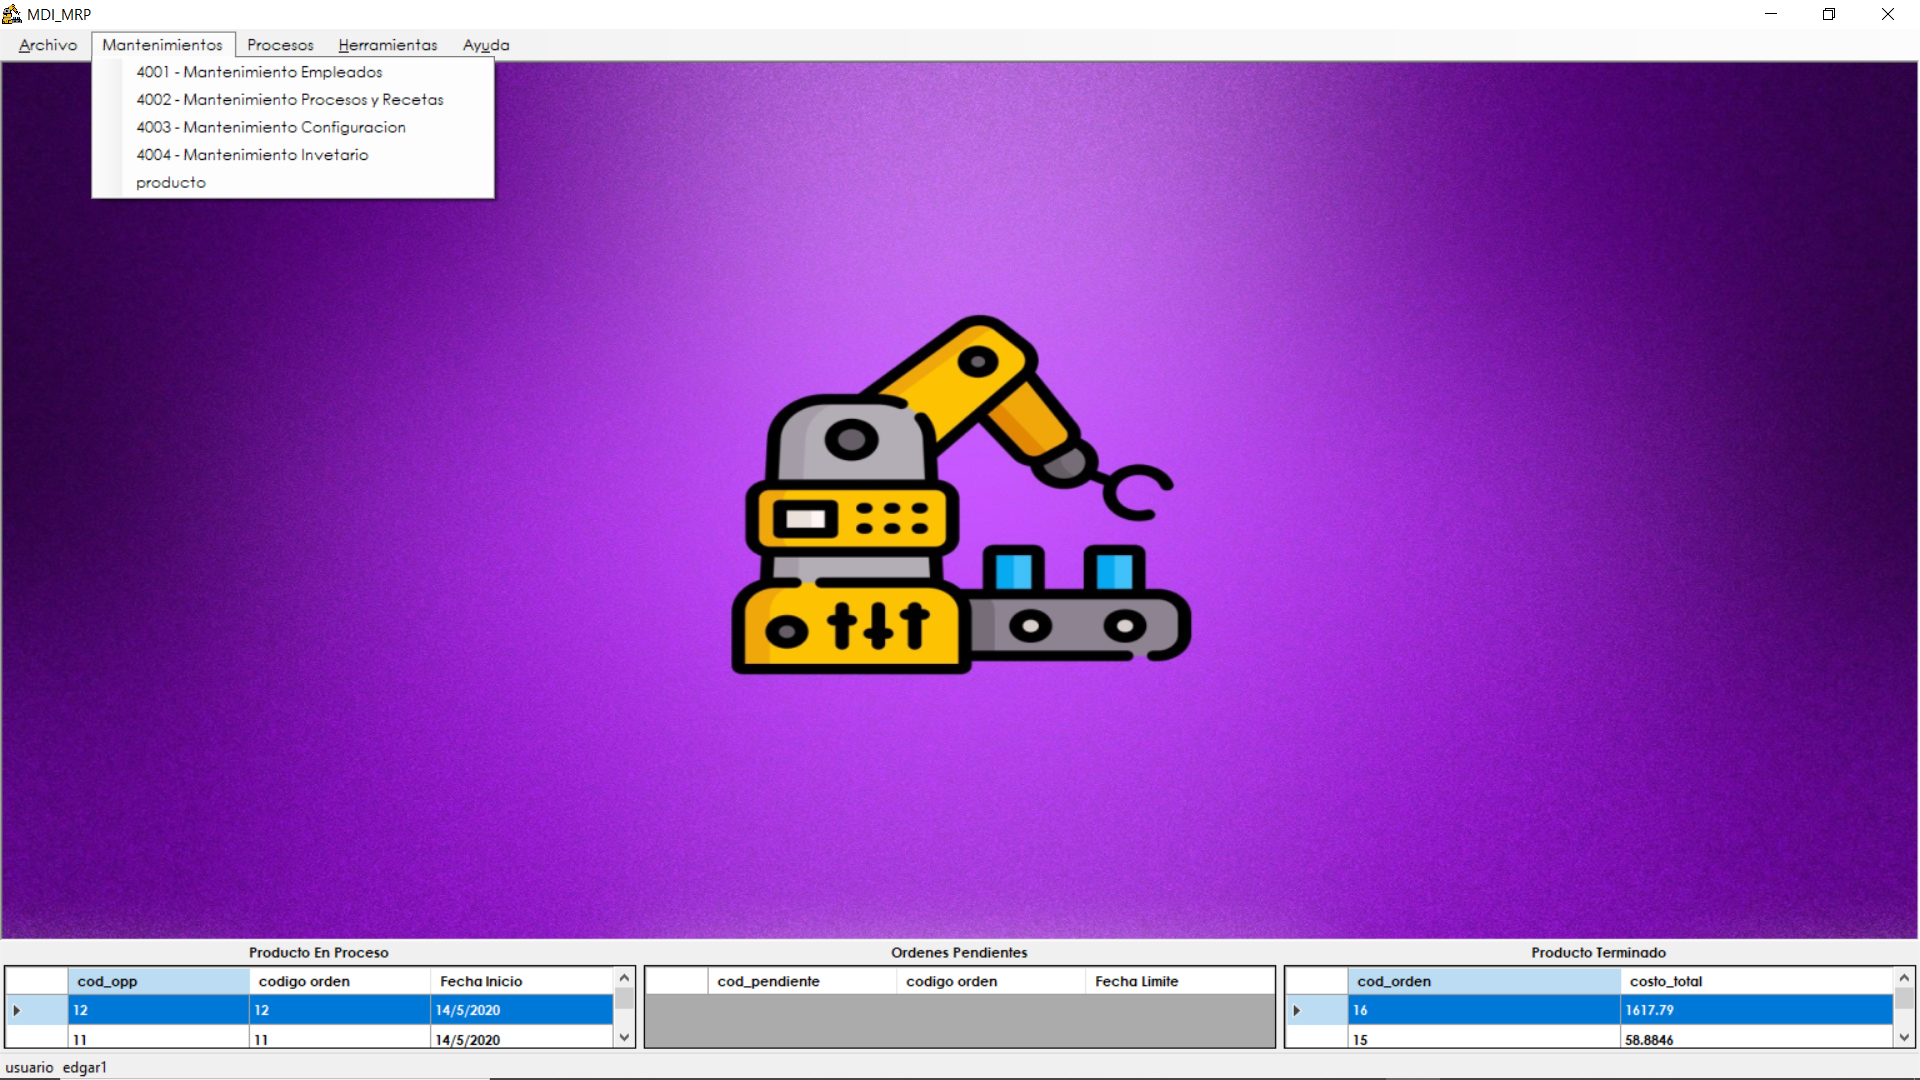 MDI_MRP
Archivo Mantenimientos Procesos Herramientas Ayuda
4001 - Mantenimiento Empleados
4002 - Mantenimiento Procesos y Recetas
4003 - Mantenimiento Configuracion
4004 - Mantenimiento Invetario
producto
Producto En Proceso
cod_opp codigo orden Fecha Inicio
12 12 14/5/2020
11 11 14/5/2020
Ordenes Pendientes
cod_pendiente codigo orden Fecha Limite
Producto Terminado
cod_orden costo_total
16 1617.79
15 58.8846
usuario edgar1